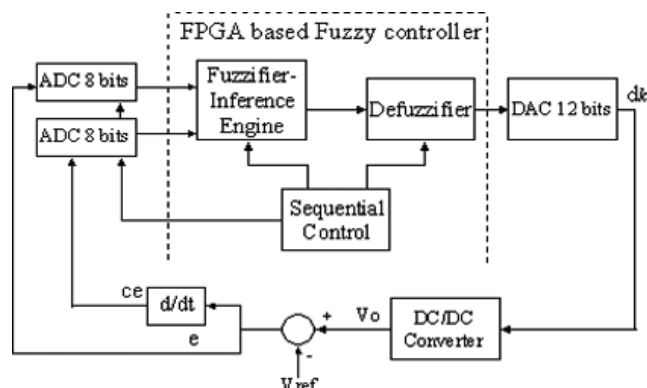 FPGA based Fuzzy controller
ADC 8 bits
Fuzzifier-
Inference
Engine
Defuzzifier
DAC 12 bits
dk
ADC 8 bits
Sequential
Control
ce
d/dt
e
+
Vo
DC/DC
Converter
-
Vref